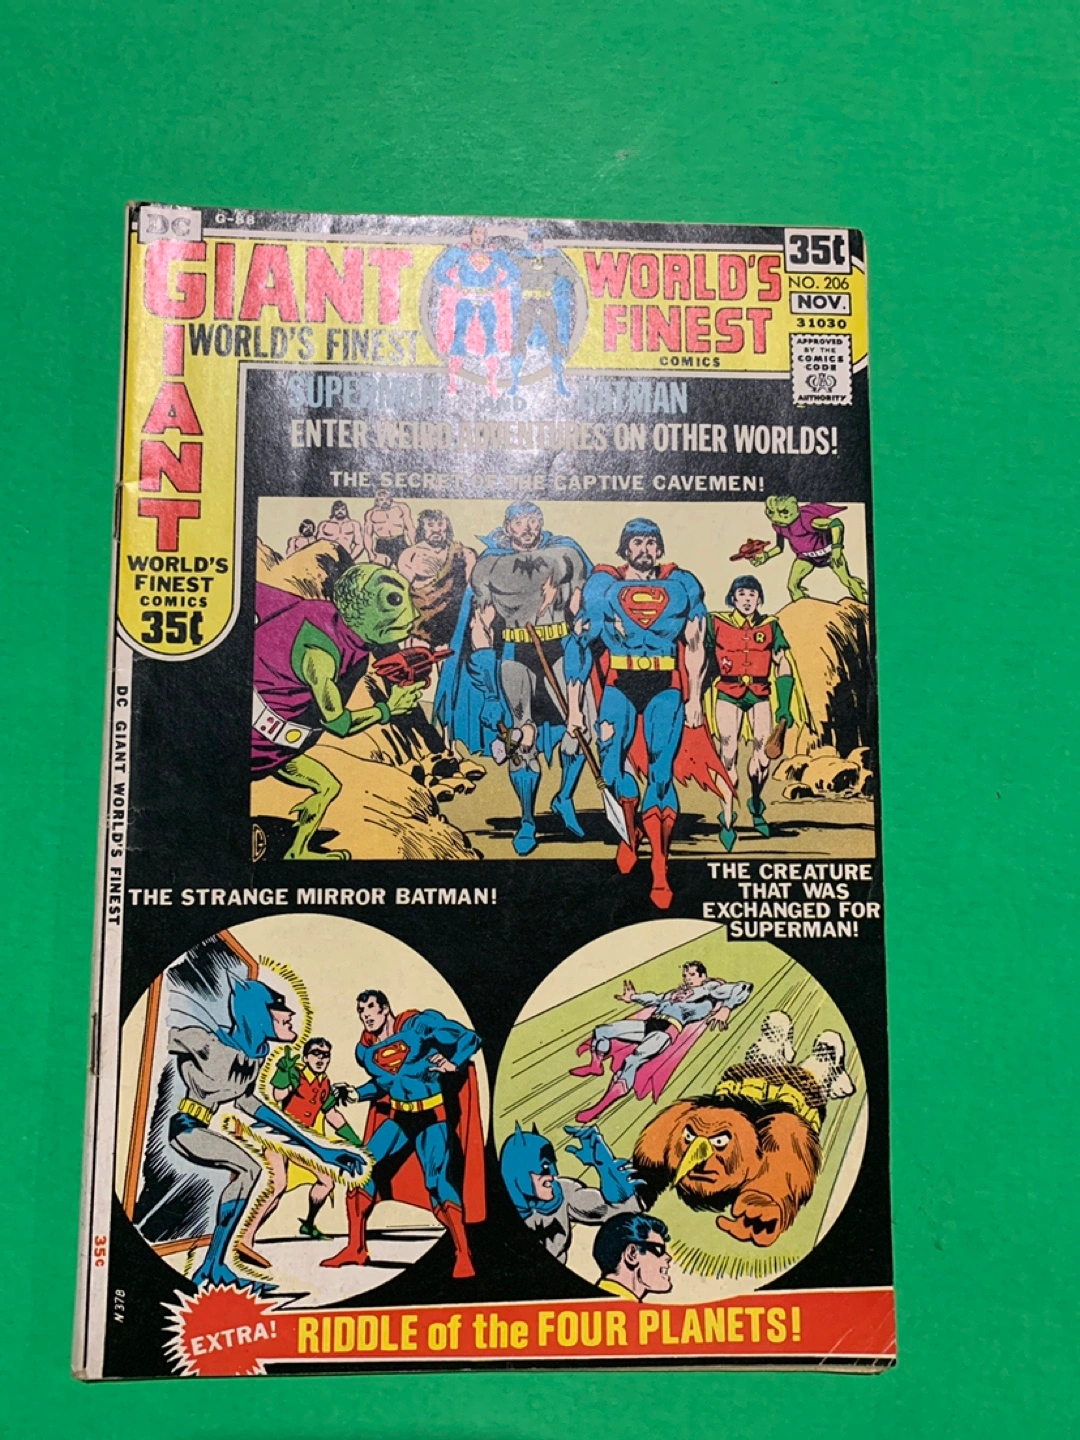 DC
G-88
GIANT
WORLD'S FINEST
WORLD'S
FINEST
COMICS
35¢
NO. 206
NOV.
31030
APPROVED
BY THE
COMICS
CODE
CA
AUTHORITY
GIANT
WORLD'S
FINEST
COMICS
35¢
SUPERMAN AND BATMAN
ENTER WEIRD ADVENTURES ON OTHER WORLDS!
THE SECRET OF THE CAPTIVE CAVEMEN!
S
R
DC GIANT WORLD'S FINEST
35c
N378
THE STRANGE MIRROR BATMAN!
THE CREATURE
THAT WAS
EXCHANGED FOR
SUPERMAN!
EXTRA!
RIDDLE of the FOUR PLANETS!